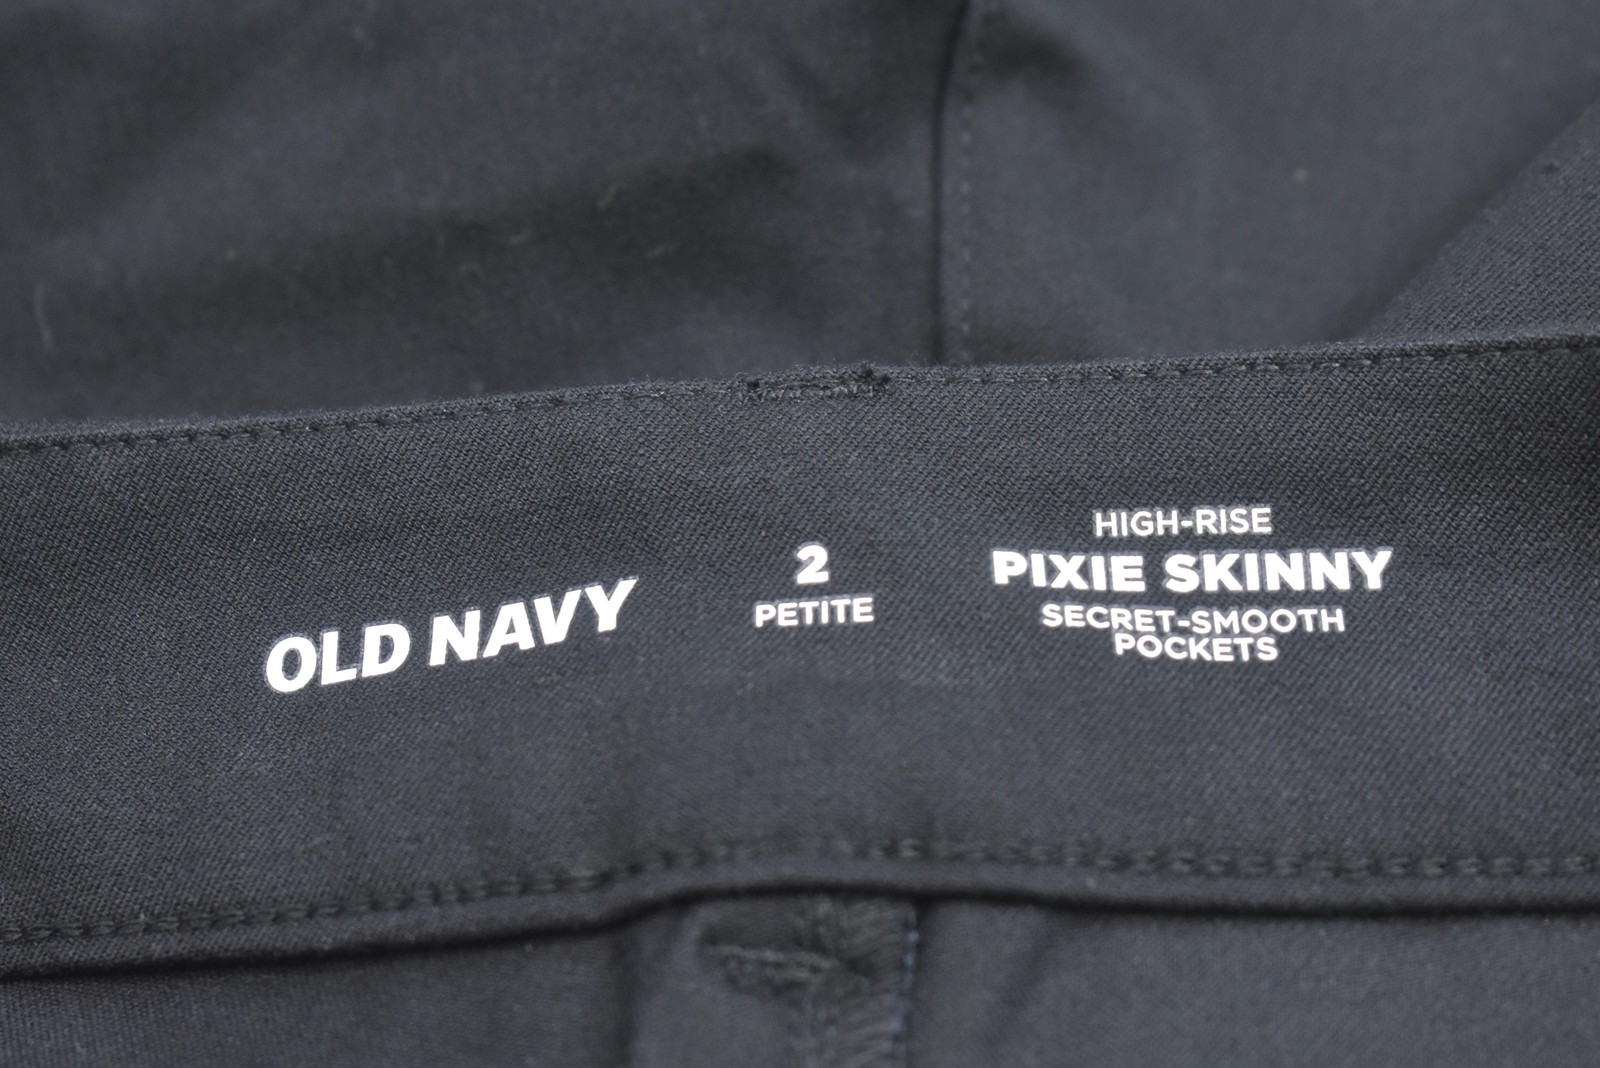 OLD NAVY
2
PETITE
HIGH-RISE
PIXIE SKINNY
SECRET-SMOOTH
POCKETS